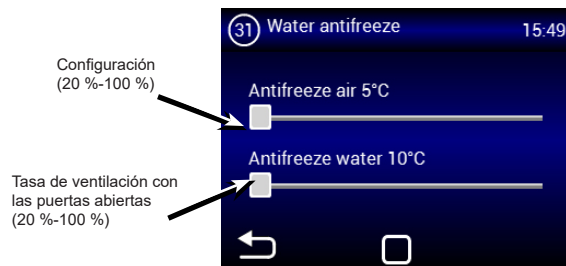 31 Water antifreeze 15:49
Configuración
(20 %-100 %)
Antifreeze air 5°C
Antifreeze water 10°C
Tasa de ventilación con
las puertas abiertas
(20 %-100 %)